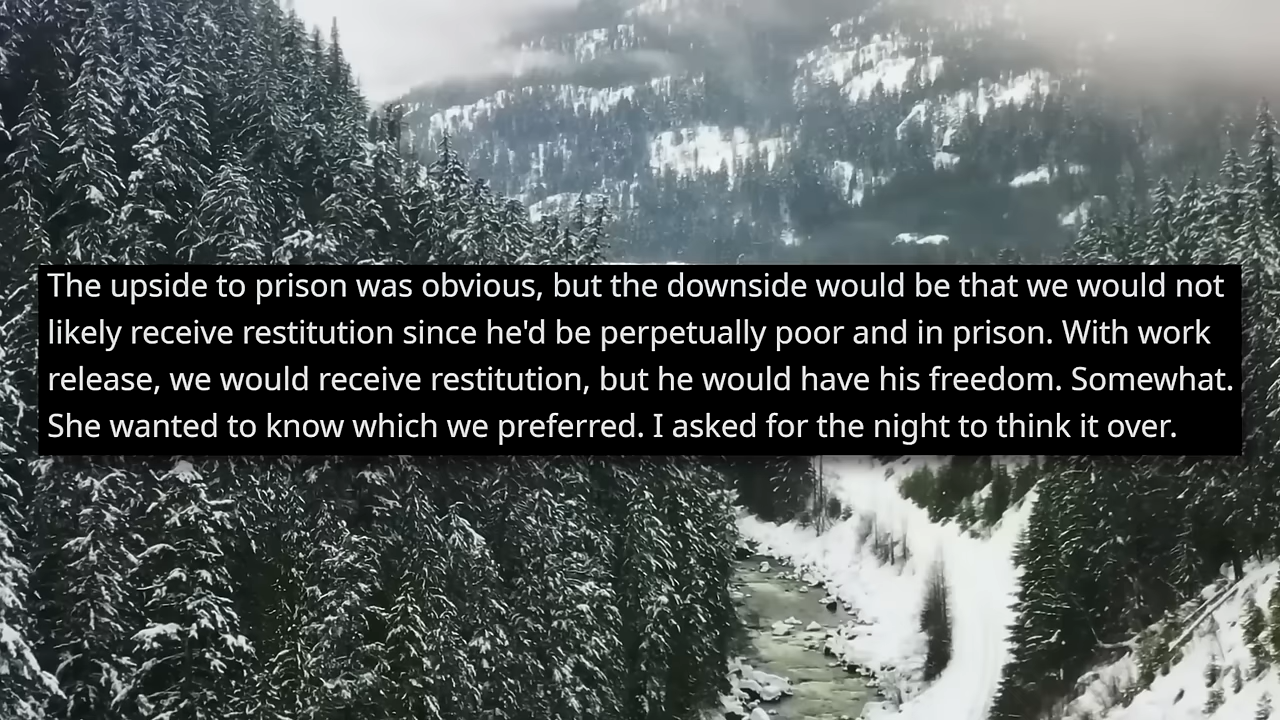 The upside to prison was obvious, but the downside would be that we would not
likely receive restitution since he'd be perpetually poor and in prison. With work
release, we would receive restitution, but he would have his freedom. Somewhat.
She wanted to know which we preferred. I asked for the night to think it over.